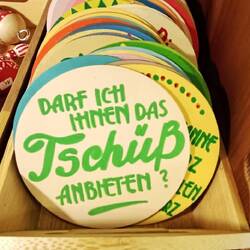 DARF ICH
IHNEN DAS
Tschüß
ANBIETEN?